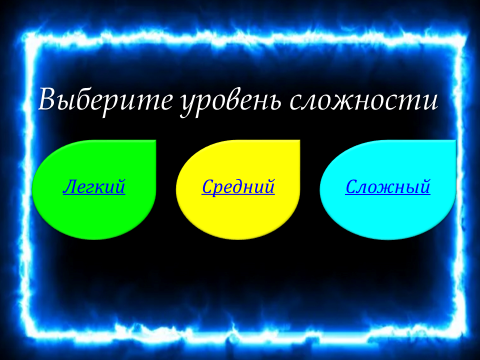 Выберите уровень сложности
Легкий
Средний
Сложный